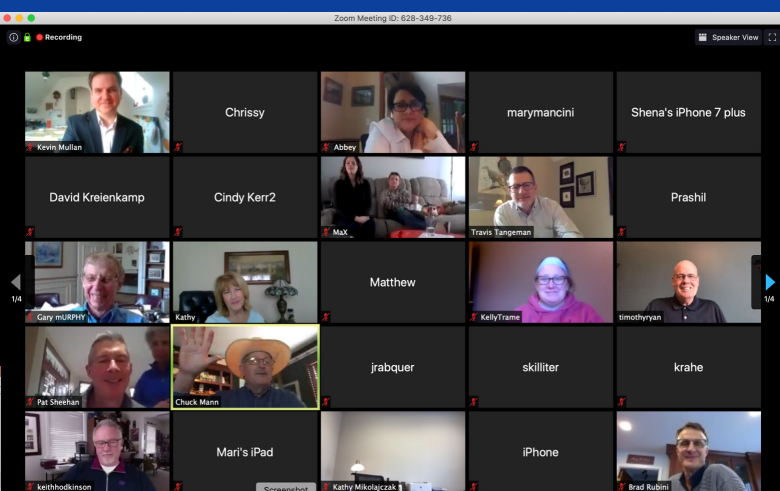 Zoom Meeting ID: 628-349-736
Recording
Speaker View
Kevin Mullan
Chrissy
Abbey
marymancini
Shena's iPhone 7 plus
David Kreienkamp
Cindy Kerr2
MaX
Travis Tangeman
Prashil
Gary mURPHY
Kathy
Matthew
KellyTrame
timothyryan
1/4
1/4
Pat Sheehan
Chuck Mann
jrabquer
skilliter
krahe
keithhodkinson
Mari's iPad
Screenshot
Kathy Mikolajczak
iPhone
Brad Rubini